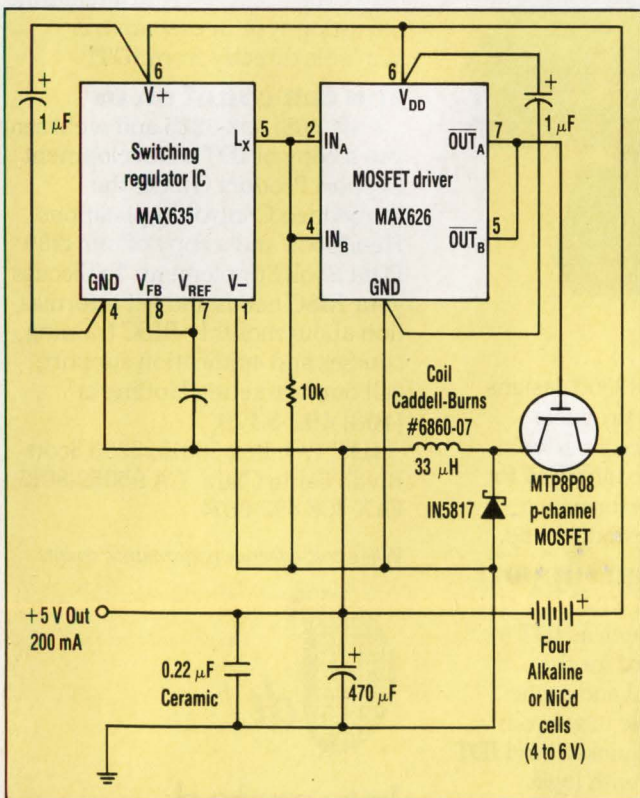 6
V+
1 µF
+
Switching
regulator IC
MAX635
LX
5
GND
VFB
VREF
V−
4
8
7
1
6
VDD
+
1 µF
2
INA
OUTA
7
MOSFET driver
MAX626
4
INB
OUTB
5
GND
10k
Coil
Caddell-Burns
#6860-07
33 µH
IN5817
MTP8P08
p-channel
MOSFET
+5 V Out
200 mA
0.22 µF
Ceramic
+
470 µF
+
Four
Alkaline
or NiCd
cells
(4 to 6 V)